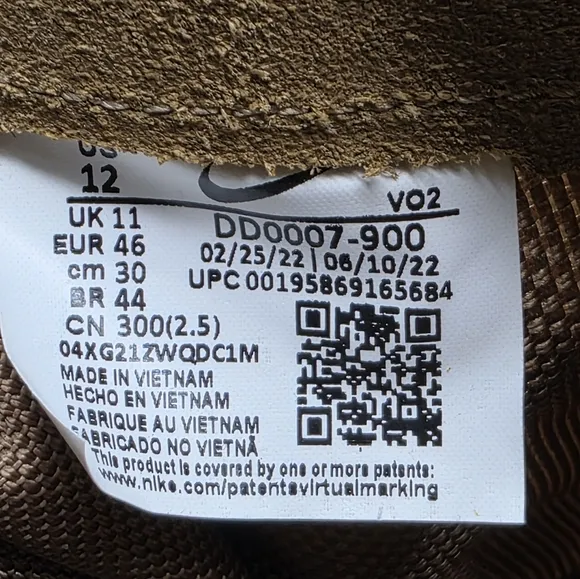 US
12
UK 11
EUR 46
cm 30
BR 44
CN 300(2.5)
04XG21ZWQDC1M
MADE IN VIETNAM
HECHO EN VIETNAM
FABRIQUE AU VIETNAM
FABRICADO NO VIETNÃ
VO2
DD0007-900
02/25/22 | 06/10/22
UPC 00195869165684
This product is covered by one or more patents:
www.nike.com/patentsvirtualmarking